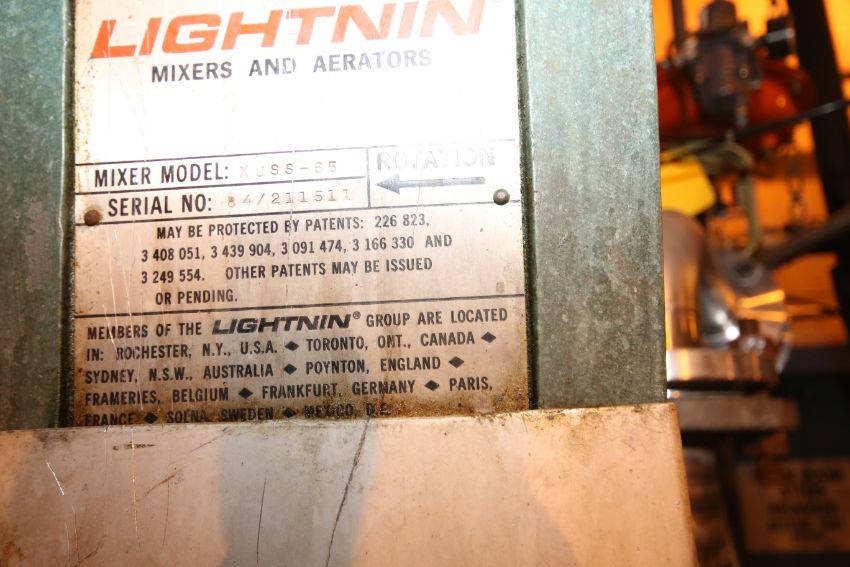 LIGHTNIN®
MIXERS AND AERATORS
MIXER MODEL: XJSS-65
ROTATION
SERIAL NO: 84/211511
MAY BE PROTECTED BY PATENTS: 226 823,
3 408 051, 3 439 904, 3 091 474, 3 166 330 AND
3 249 554. OTHER PATENTS MAY BE ISSUED
OR PENDING.
MEMBERS OF THE LIGHTNIN® GROUP ARE LOCATED
IN: ROCHESTER, N.Y., U.S.A. ◆ TORONTO, ONT., CANADA ◆
SYDNEY, N.S.W., AUSTRALIA ◆ POYNTON, ENGLAND ◆
FRAMERIES, BELGIUM ◆ FRANKFURT, GERMANY ◆ PARIS,
FRANCE ◆ SOLNA, SWEDEN ◆ MEXICO, D.F.